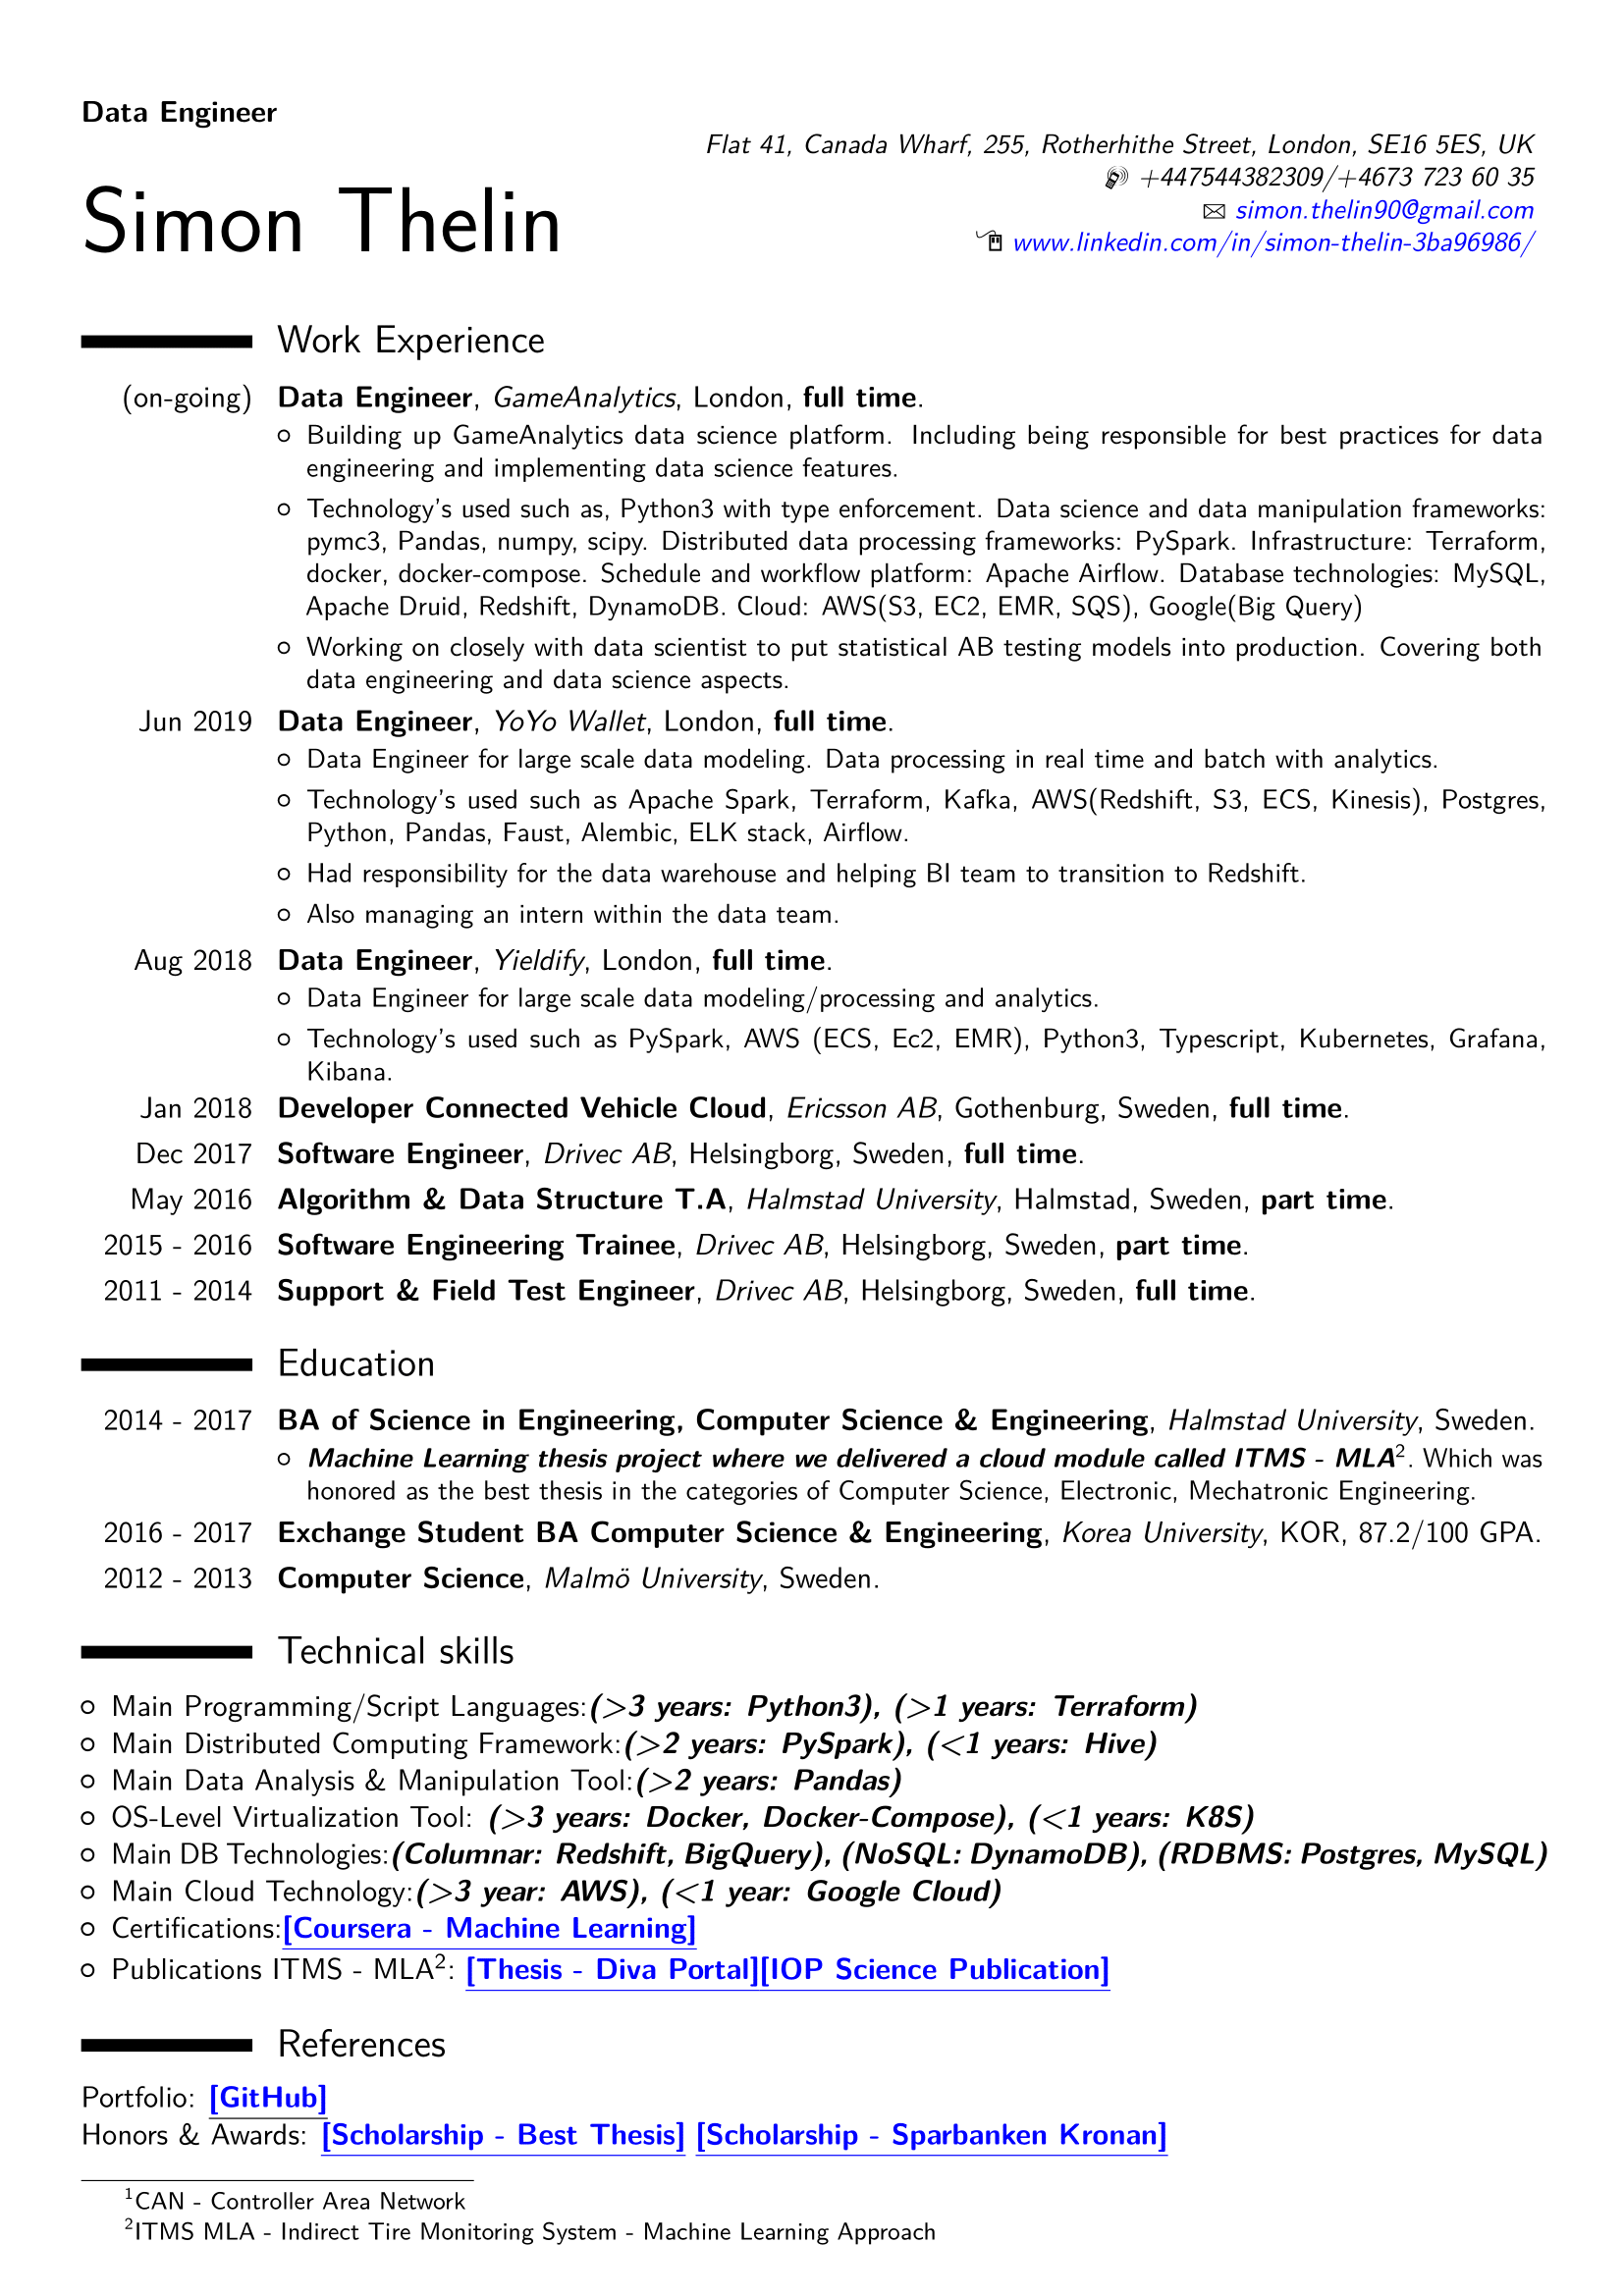 Data Engineer
Flat 41, Canada Wharf, 255, Rotherhithe Street, London, SE16 5ES, UK
+447544382309/+4673 723 60 35
simon.thelin90@gmail.com
www.linkedin.com/in/simon-thelin-3ba96986/
Simon Thelin
Work Experience
(on-going) Data Engineer, GameAnalytics, London, full time.
Building up GameAnalytics data science platform. Including being responsible for best practices for data
engineering and implementing data science features.
Technology's used such as, Python3 with type enforcement. Data science and data manipulation frameworks:
pymc3, Pandas, numpy, scipy. Distributed data processing frameworks: PySpark. Infrastructure: Terraform,
docker, docker-compose. Schedule and workflow platform: Apache Airflow. Database technologies: MySQL,
Apache Druid, Redshift, DynamoDB. Cloud: AWS(S3, EC2, EMR, SQS), Google(Big Query)
Working on closely with data scientist to put statistical AB testing models into production. Covering both
data engineering and data science aspects.
Jun 2019 Data Engineer, YoYo Wallet, London, full time.
Data Engineer for large scale data modeling. Data processing in real time and batch with analytics.
Technology's used such as Apache Spark, Terraform, Kafka, AWS(Redshift, S3, ECS, Kinesis), Postgres,
Python, Pandas, Faust, Alembic, ELK stack, Airflow.
Had responsibility for the data warehouse and helping BI team to transition to Redshift.
Also managing an intern within the data team.
Aug 2018 Data Engineer, Yieldify, London, full time.
Data Engineer for large scale data modeling/processing and analytics.
Technology's used such as PySpark, AWS (ECS, Ec2, EMR), Python3, Typescript, Kubernetes, Grafana,
Kibana.
Jan 2018 Developer Connected Vehicle Cloud, Ericsson AB, Gothenburg, Sweden, full time.
Dec 2017 Software Engineer, Drivec AB, Helsingborg, Sweden, full time.
May 2016 Algorithm & Data Structure T.A, Halmstad University, Halmstad, Sweden, part time.
2015 - 2016 Software Engineering Trainee, Drivec AB, Helsingborg, Sweden, part time.
2011 - 2014 Support & Field Test Engineer, Drivec AB, Helsingborg, Sweden, full time.
Education
2014 - 2017 BA of Science in Engineering, Computer Science & Engineering, Halmstad University, Sweden.
Machine Learning thesis project where we delivered a cloud module called ITMS - MLA2. Which was
honored as the best thesis in the categories of Computer Science, Electronic, Mechatronic Engineering.
2016 - 2017 Exchange Student BA Computer Science & Engineering, Korea University, KOR, 87.2/100 GPA.
2012 - 2013 Computer Science, Malmö University, Sweden.
Technical skills
Main Programming/Script Languages:(>3 years: Python3), (>1 years: Terraform)
Main Distributed Computing Framework:(>2 years: PySpark), (<1 years: Hive)
Main Data Analysis & Manipulation Tool:(>2 years: Pandas)
OS-Level Virtualization Tool: (>3 years: Docker, Docker-Compose), (<1 years: K8S)
Main DB Technologies:(Columnar: Redshift, BigQuery), (NoSQL: DynamoDB), (RDBMS: Postgres, MySQL)
Main Cloud Technology:(>3 year: AWS), (<1 year: Google Cloud)
Certifications:[Coursera - Machine Learning]
Publications ITMS - MLA2: [Thesis - Diva Portal][IOP Science Publication]
References
Portfolio: [GitHub]
Honors & Awards: [Scholarship - Best Thesis] [Scholarship - Sparbanken Kronan]
1CAN - Controller Area Network
2ITMS MLA - Indirect Tire Monitoring System - Machine Learning Approach